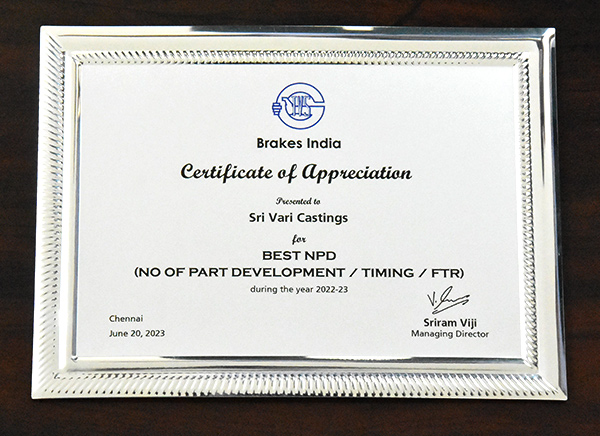 Brakes India
Certificate of Appreciation
Presented to
Sri Vari Castings
for
BEST NPD
(NO OF PART DEVELOPMENT / TIMING / FTR)
during the year 2022-23
Chennai
June 20, 2023
Sriram Viji
Managing Director